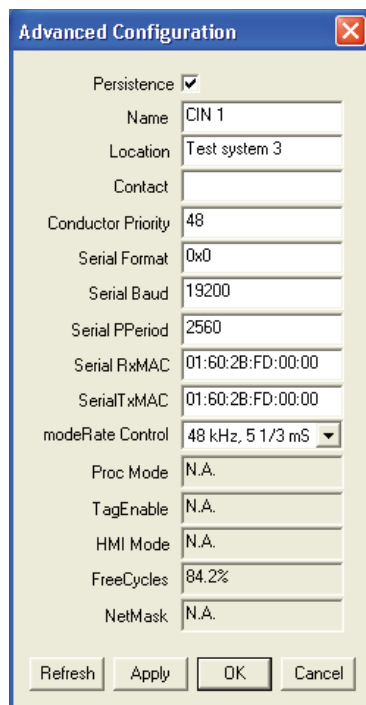 Advanced Configuration
Persistence
Name CIN 1
Location Test system 3
Contact
Conductor Priority 48
Serial Format 0x0
Serial Baud 19200
Serial PPeriod 2560
Serial RxMAC 01:60:2B:FD:00:00
SerialTxMAC 01:60:2B:FD:00:00
modeRate Control 48 kHz, 5 1/3 mS
Proc Mode N.A.
TagEnable N.A.
HMI Mode N.A.
FreeCycles 84.2%
NetMask N.A.
Refresh Apply OK Cancel